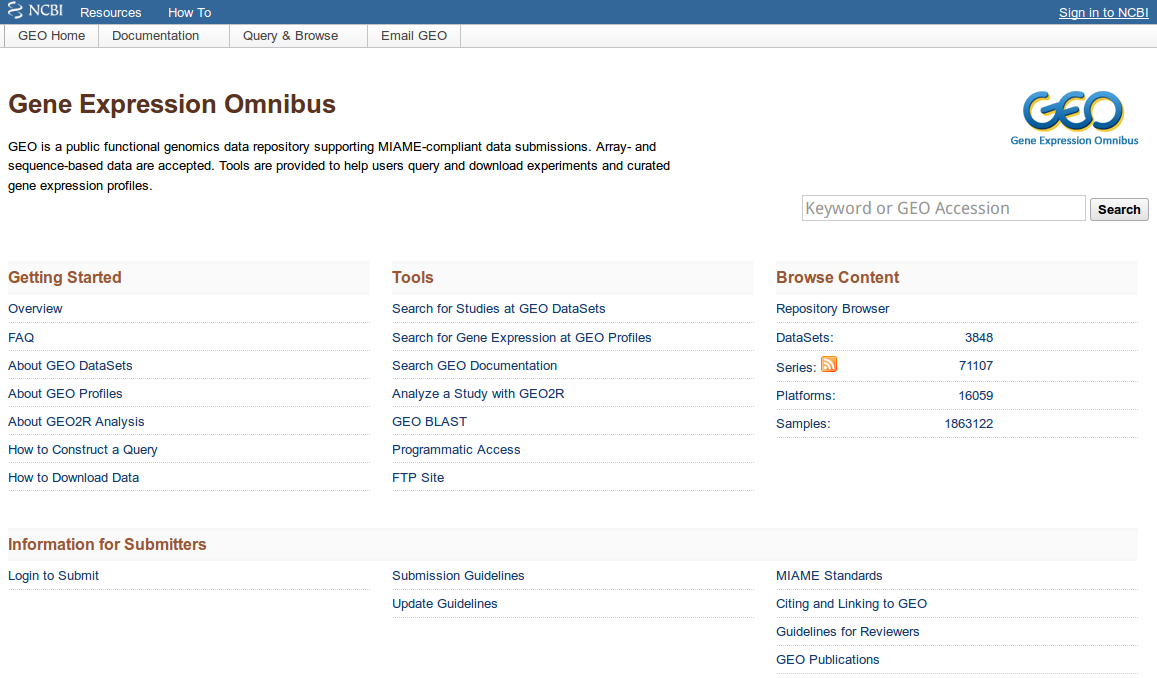 NCBI Resources How To Sign in to NCBI
GEO Home Documentation Query & Browse Email GEO
Gene Expression Omnibus
GEO
Gene Expression Omnibus
GEO is a public functional genomics data repository supporting MIAME-compliant data submissions. Array- and
sequence-based data are accepted. Tools are provided to help users query and download experiments and curated
gene expression profiles.
Keyword or GEO Accession Search
Getting Started
Overview
FAQ
About GEO DataSets
About GEO Profiles
About GEO2R Analysis
How to Construct a Query
How to Download Data
Tools
Search for Studies at GEO DataSets
Search for Gene Expression at GEO Profiles
Search GEO Documentation
Analyze a Study with GEO2R
GEO BLAST
Programmatic Access
FTP Site
Browse Content
Repository Browser
DataSets: 3848
Series: 71107
Platforms: 16059
Samples: 1863122
Information for Submitters
Login to Submit
Submission Guidelines
Update Guidelines
MIAME Standards
Citing and Linking to GEO
Guidelines for Reviewers
GEO Publications